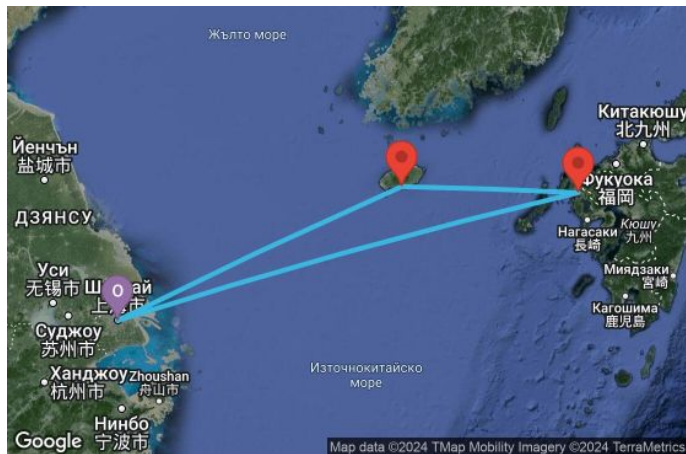 Жълто море
Китакюшу
北九州
Йенчън
盐城市
Фукуока
福岡
ДЗЯНСУ
Нагасаки
長崎
Кюшу
九州
Уси
无锡市
O
Миядзаки
宮崎
Суджоу
苏州市
Кагошима
鹿児島
Източнокитайско
море
Ханджоу
杭州市
Zhoushan
舟山市
Нинбо
宁波市
Google
Map data ©2024 TMap Mobility Imagery ©2024 TerraMetrics